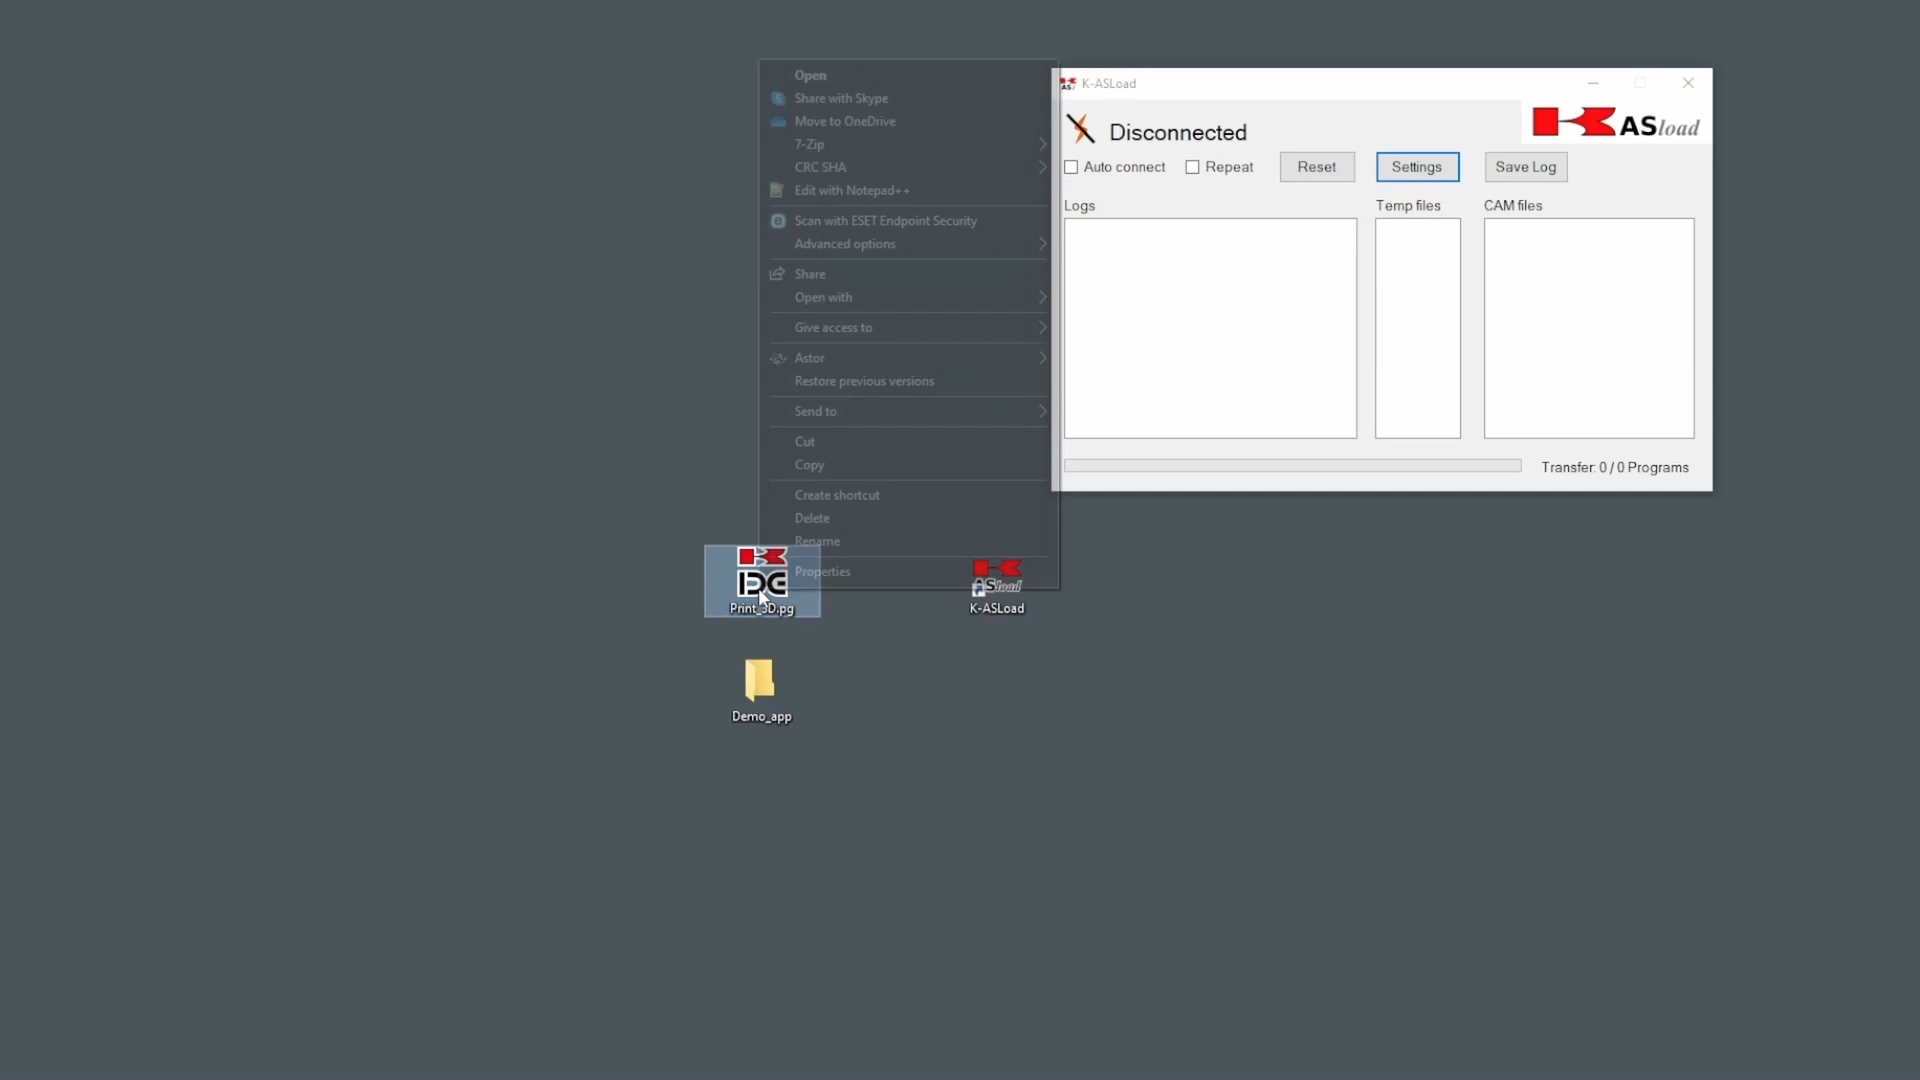 Open
Share with Skype
Move to OneDrive
7-Zip
CRC SHA
Edit with Notepad++
Scan with ESET Endpoint Security
Advanced options
Share
Open with
Give access to
Astor
Restore previous versions
Send to
Cut
Copy
Create shortcut
Delete
Rename
Properties
K-ASLoad
Disconnected
ASload
Auto connect
Repeat
Reset
Settings
Save Log
Logs
Temp files
CAM files
Transfer: 0 / 0 Programs
IDE
Print_3D.pg
ASload
K-ASLoad
Demo_app